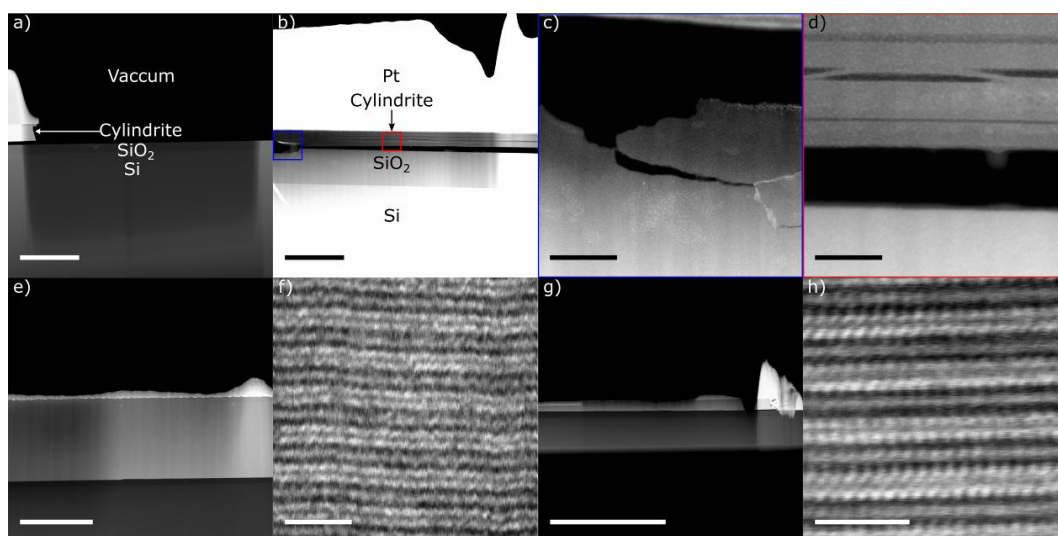 a)
Vaccum
Cylindrite
SiO₂
Si
b)
Pt
Cylindrite
SiO₂
Si
c)
d)
e)
f)
g)
h)